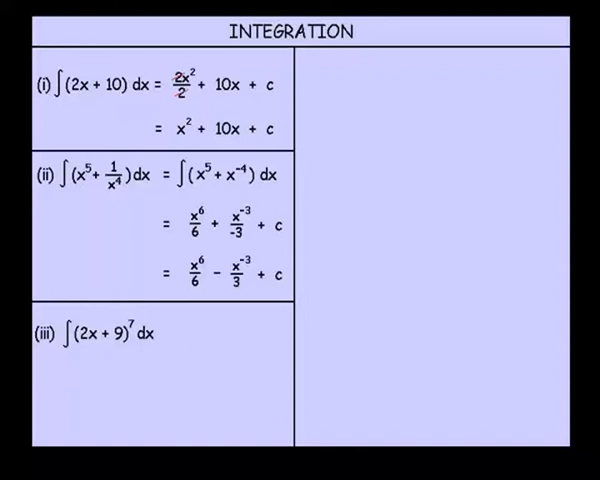 INTEGRATION
(i) ∫(2x + 10) dx = 2x²/2 + 10x + c
= x² + 10x + c
(ii) ∫(x⁵ + 1/x⁴)dx = ∫(x⁵ + x⁻⁴) dx
= x⁶/6 + x⁻³/-3 + c
= x⁶/6 − x⁻³/3 + c
(iii) ∫(2x + 9)⁷ dx